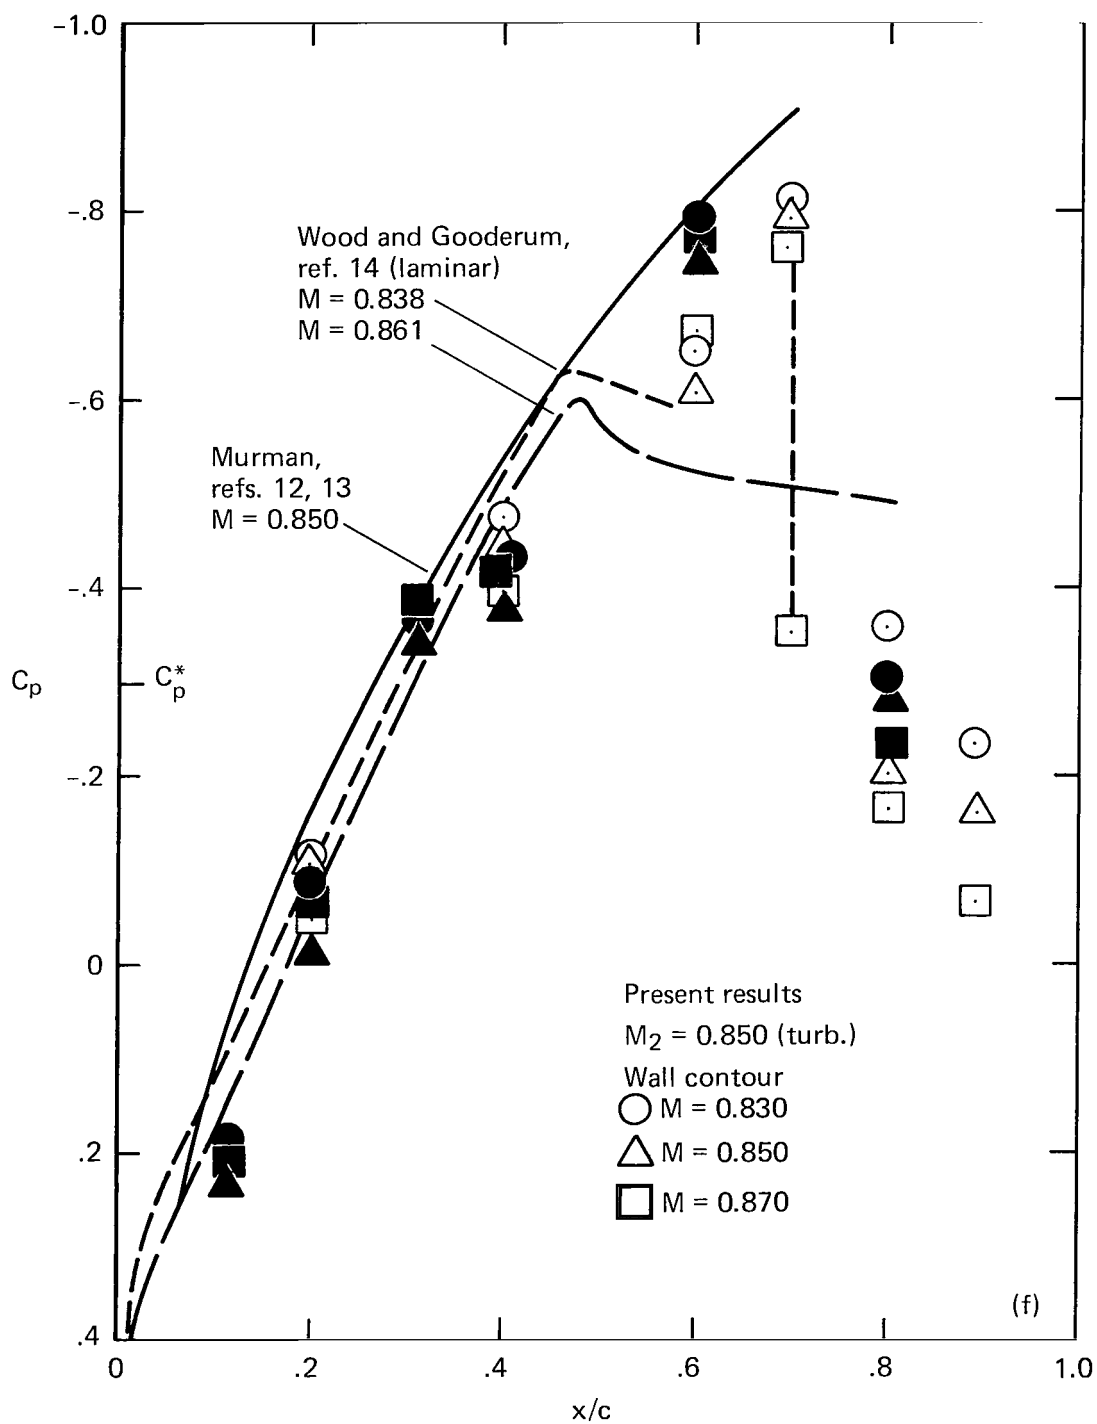 -1.0
-.8
-.6
-.4
-.2
0
.2
.4
Cp
Cp*
Wood and Gooderum,
ref. 14 (laminar)
M = 0.838
M = 0.861
Murman,
refs. 12, 13
M = 0.850
Present results
M2 = 0.850 (turb.)
Wall contour
M = 0.830
M = 0.850
M = 0.870
(f)
0 .2 .4 .6 .8 1.0
x/c